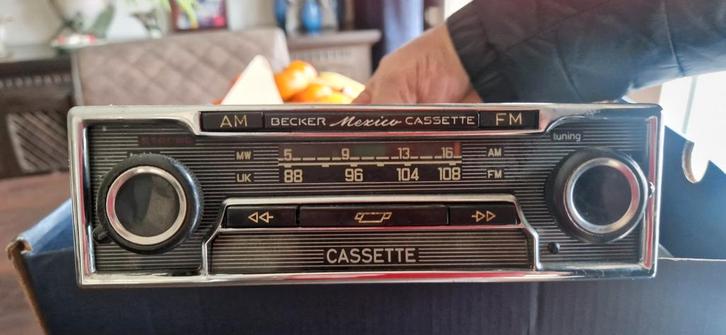 AM BECKER Mexico CASSETTE FM
STEREO tuning
MW 5 9 13 16 AM
UK 88 96 104 108 FM
CASSETTE